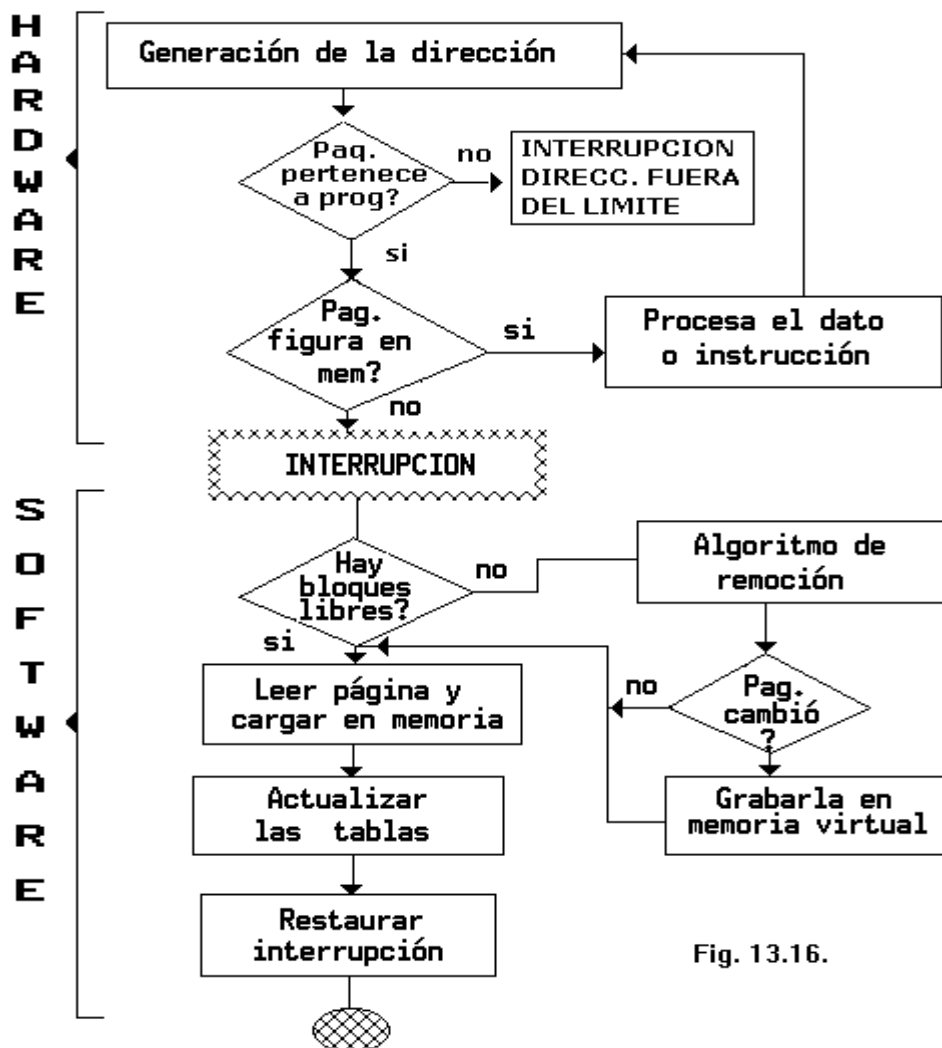 HARDWARE
Generación de la dirección
Paq.
pertenece
a prog?
no
INTERRUPCION
DIRECC. FUERA
DEL LIMITE
si
Pag.
figura en
mem?
si
Procesa el dato
o instrucción
no
INTERRUPCION
SOFTWARE
Hay
bloques
libres?
no
Algoritmo de
remoción
si
Leer página y
cargar en memoria
no
Pag.
cambió
?
Actualizar
las tablas
Grabarla en
memoria virtual
Restaurar
interrupción
Fig. 13.16.